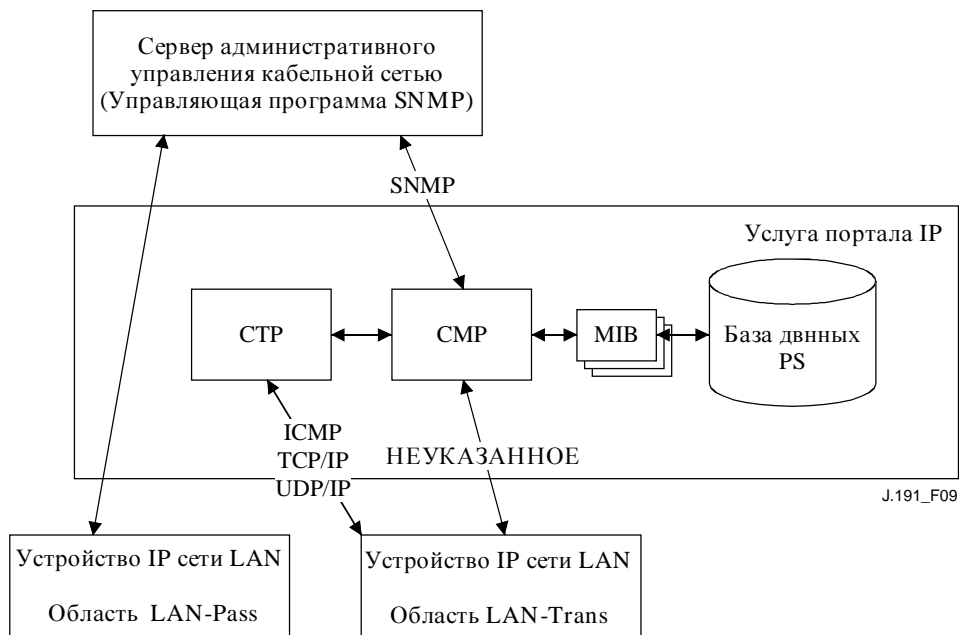 Сервер административного
управления кабельной сетью
(Управляющая программа SNMP)
SNMP
Услуга портала IP
CTP
CMP
MIB
База двнных
PS
ICMP
TCP/IP
UDP/IP
НЕУКАЗАННОЕ
J.191_F09
Устройство IP сети LAN
Область LAN-Pass
Устройство IP сети LAN
Область LAN-Trans